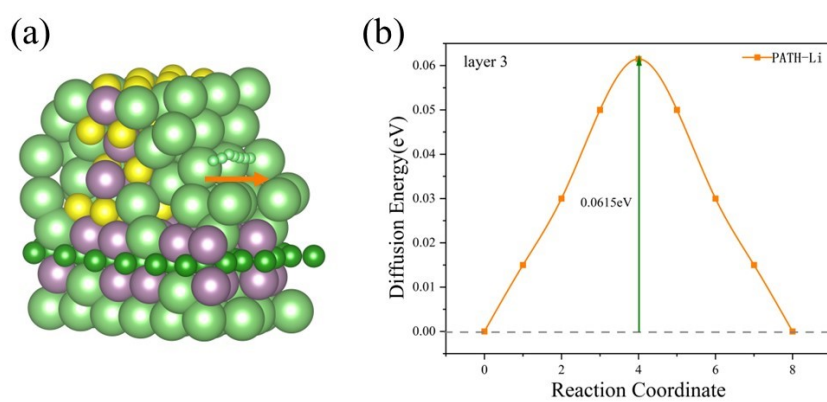 (a)
(b)
layer 3
PATH-Li
0.06
0.05
0.04
0.03
0.02
0.01
0.00
0.0615eV
Diffusion Energy(eV)
0
2
4
6
8
Reaction Coordinate